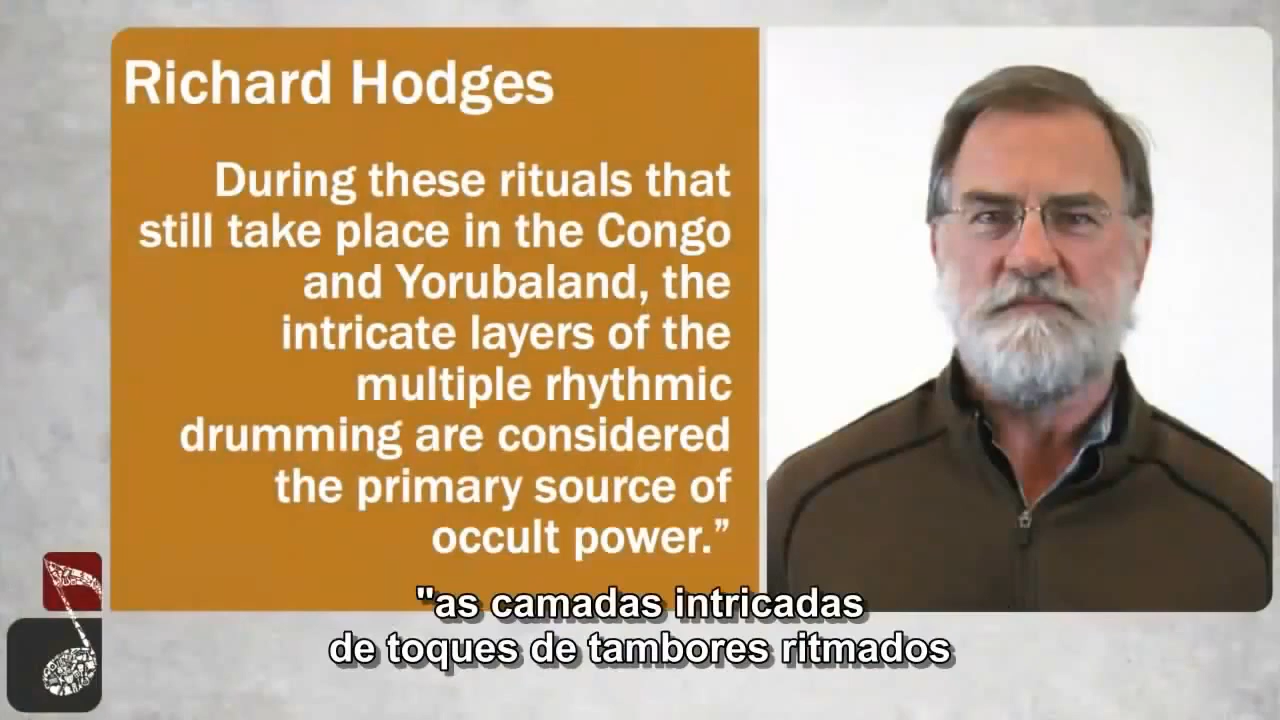 Richard Hodges
During these rituals that
still take place in the Congo
and Yorubaland, the
intricate layers of the
multiple rhythmic
drumming are considered
the primary source of
occult power.”
"as camadas intricadas
de toques de tambores ritmados